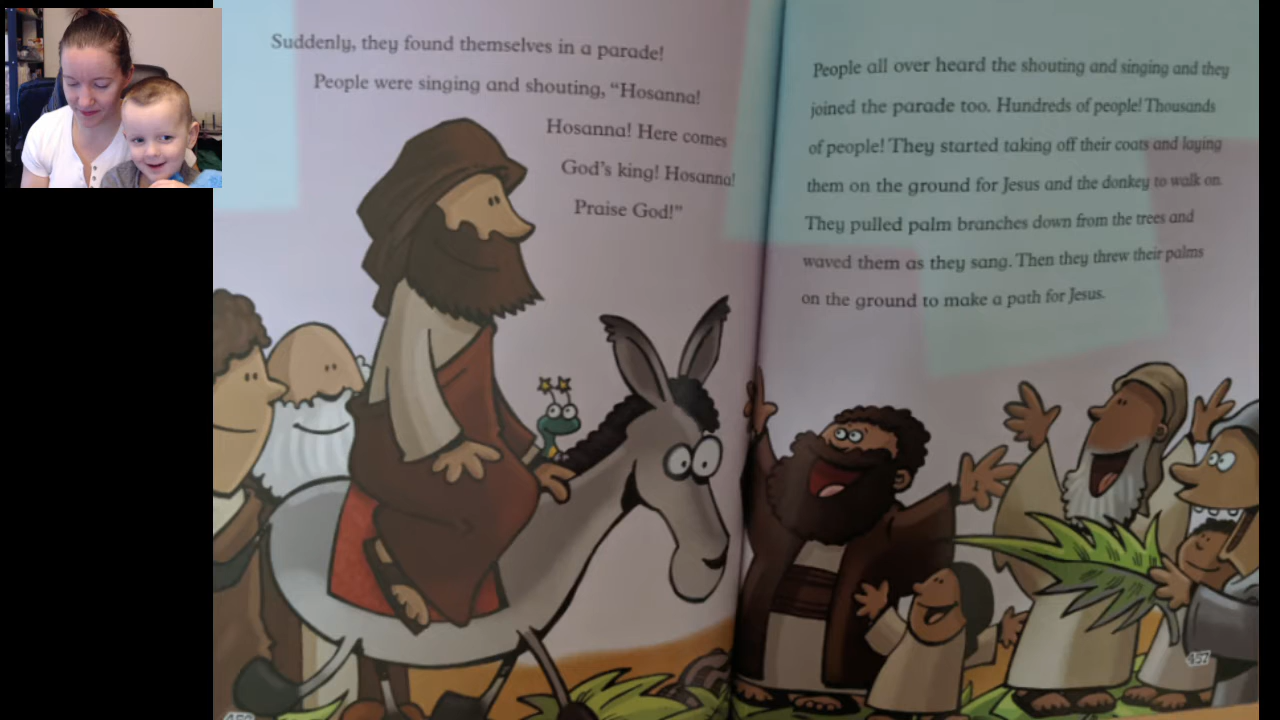 Suddenly, they found themselves in a parade!
People were singing and shouting, "Hosanna!
Hosanna! Here comes
God's king! Hosanna!
Praise God!"
People all over heard the shouting and singing and they
joined the parade too. Hundreds of people! Thousands
of people! They started taking off their coats and laying
them on the ground for Jesus and the donkey to walk on.
They pulled palm branches down from the trees and
waved them as they sang. Then they threw their palms
on the ground to make a path for Jesus.
457